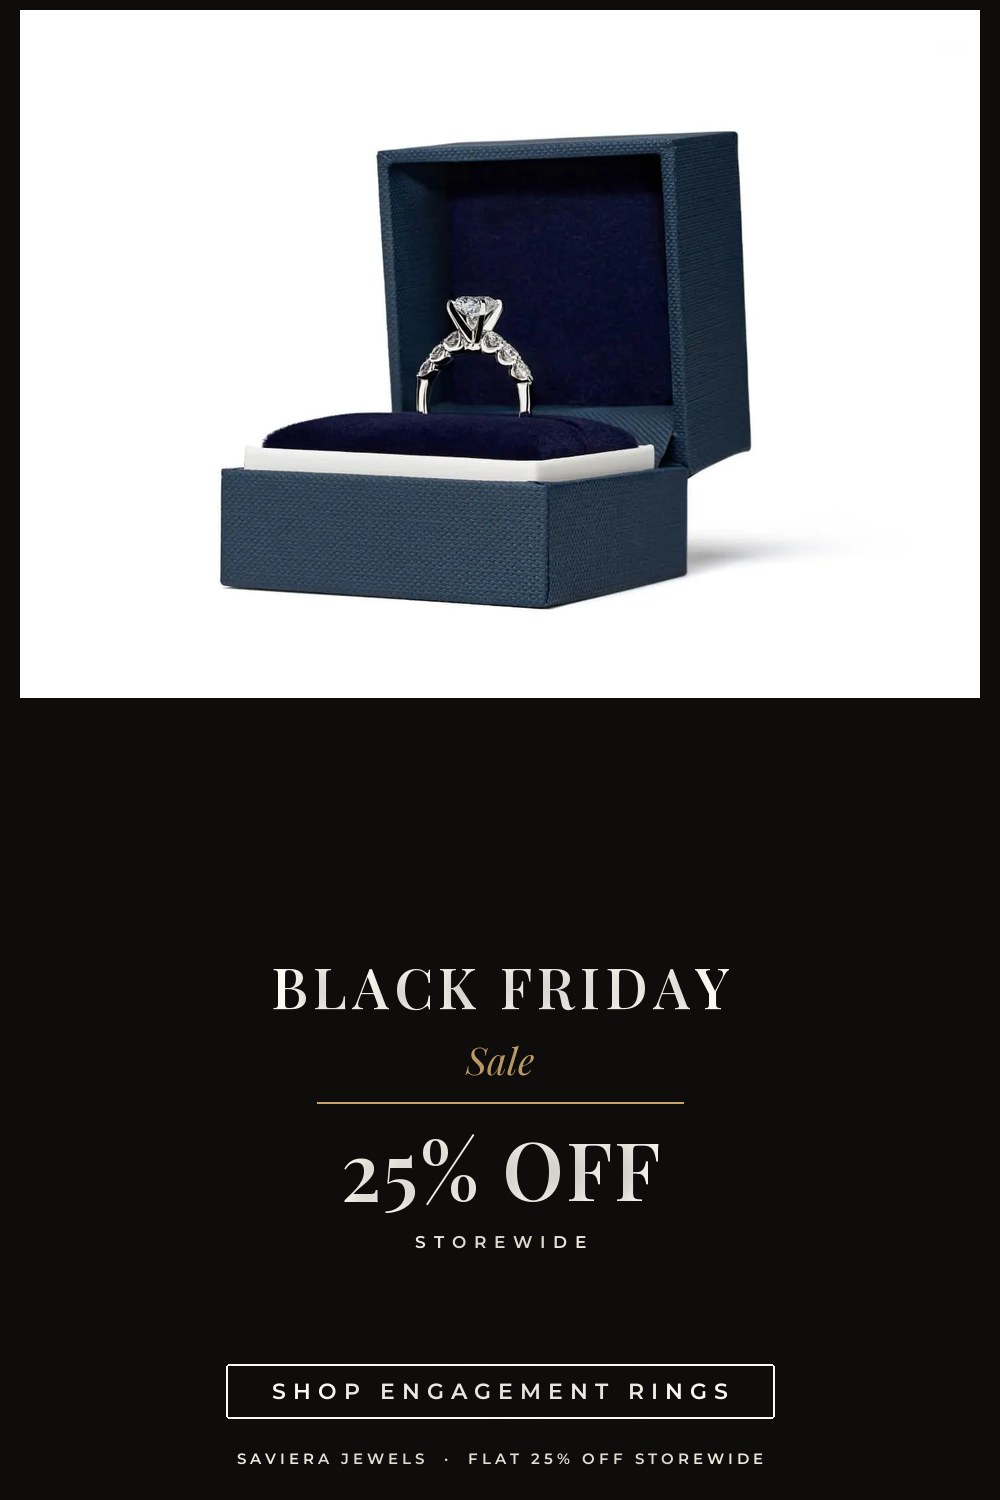 BLACK FRIDAY
Sale
25% OFF
STOREWIDE
SHOP ENGAGEMENT RINGS
SAVIERA JEWELS · FLAT 25% OFF STOREWIDE